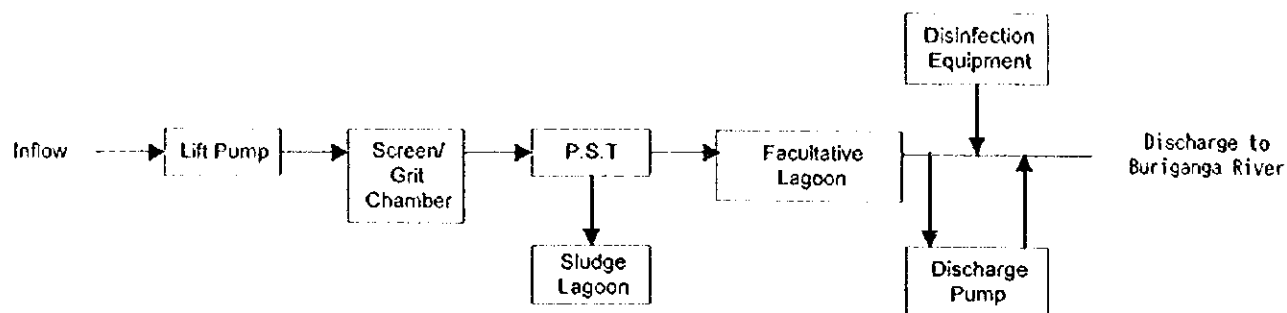 Disinfection
Equipment
Inflow
Lift Pump
Screen/
Grit
Chamber
P.S.T
Facultative
Lagoon
Discharge to
Buriganga River
Sludge
Lagoon
Discharge
Pump